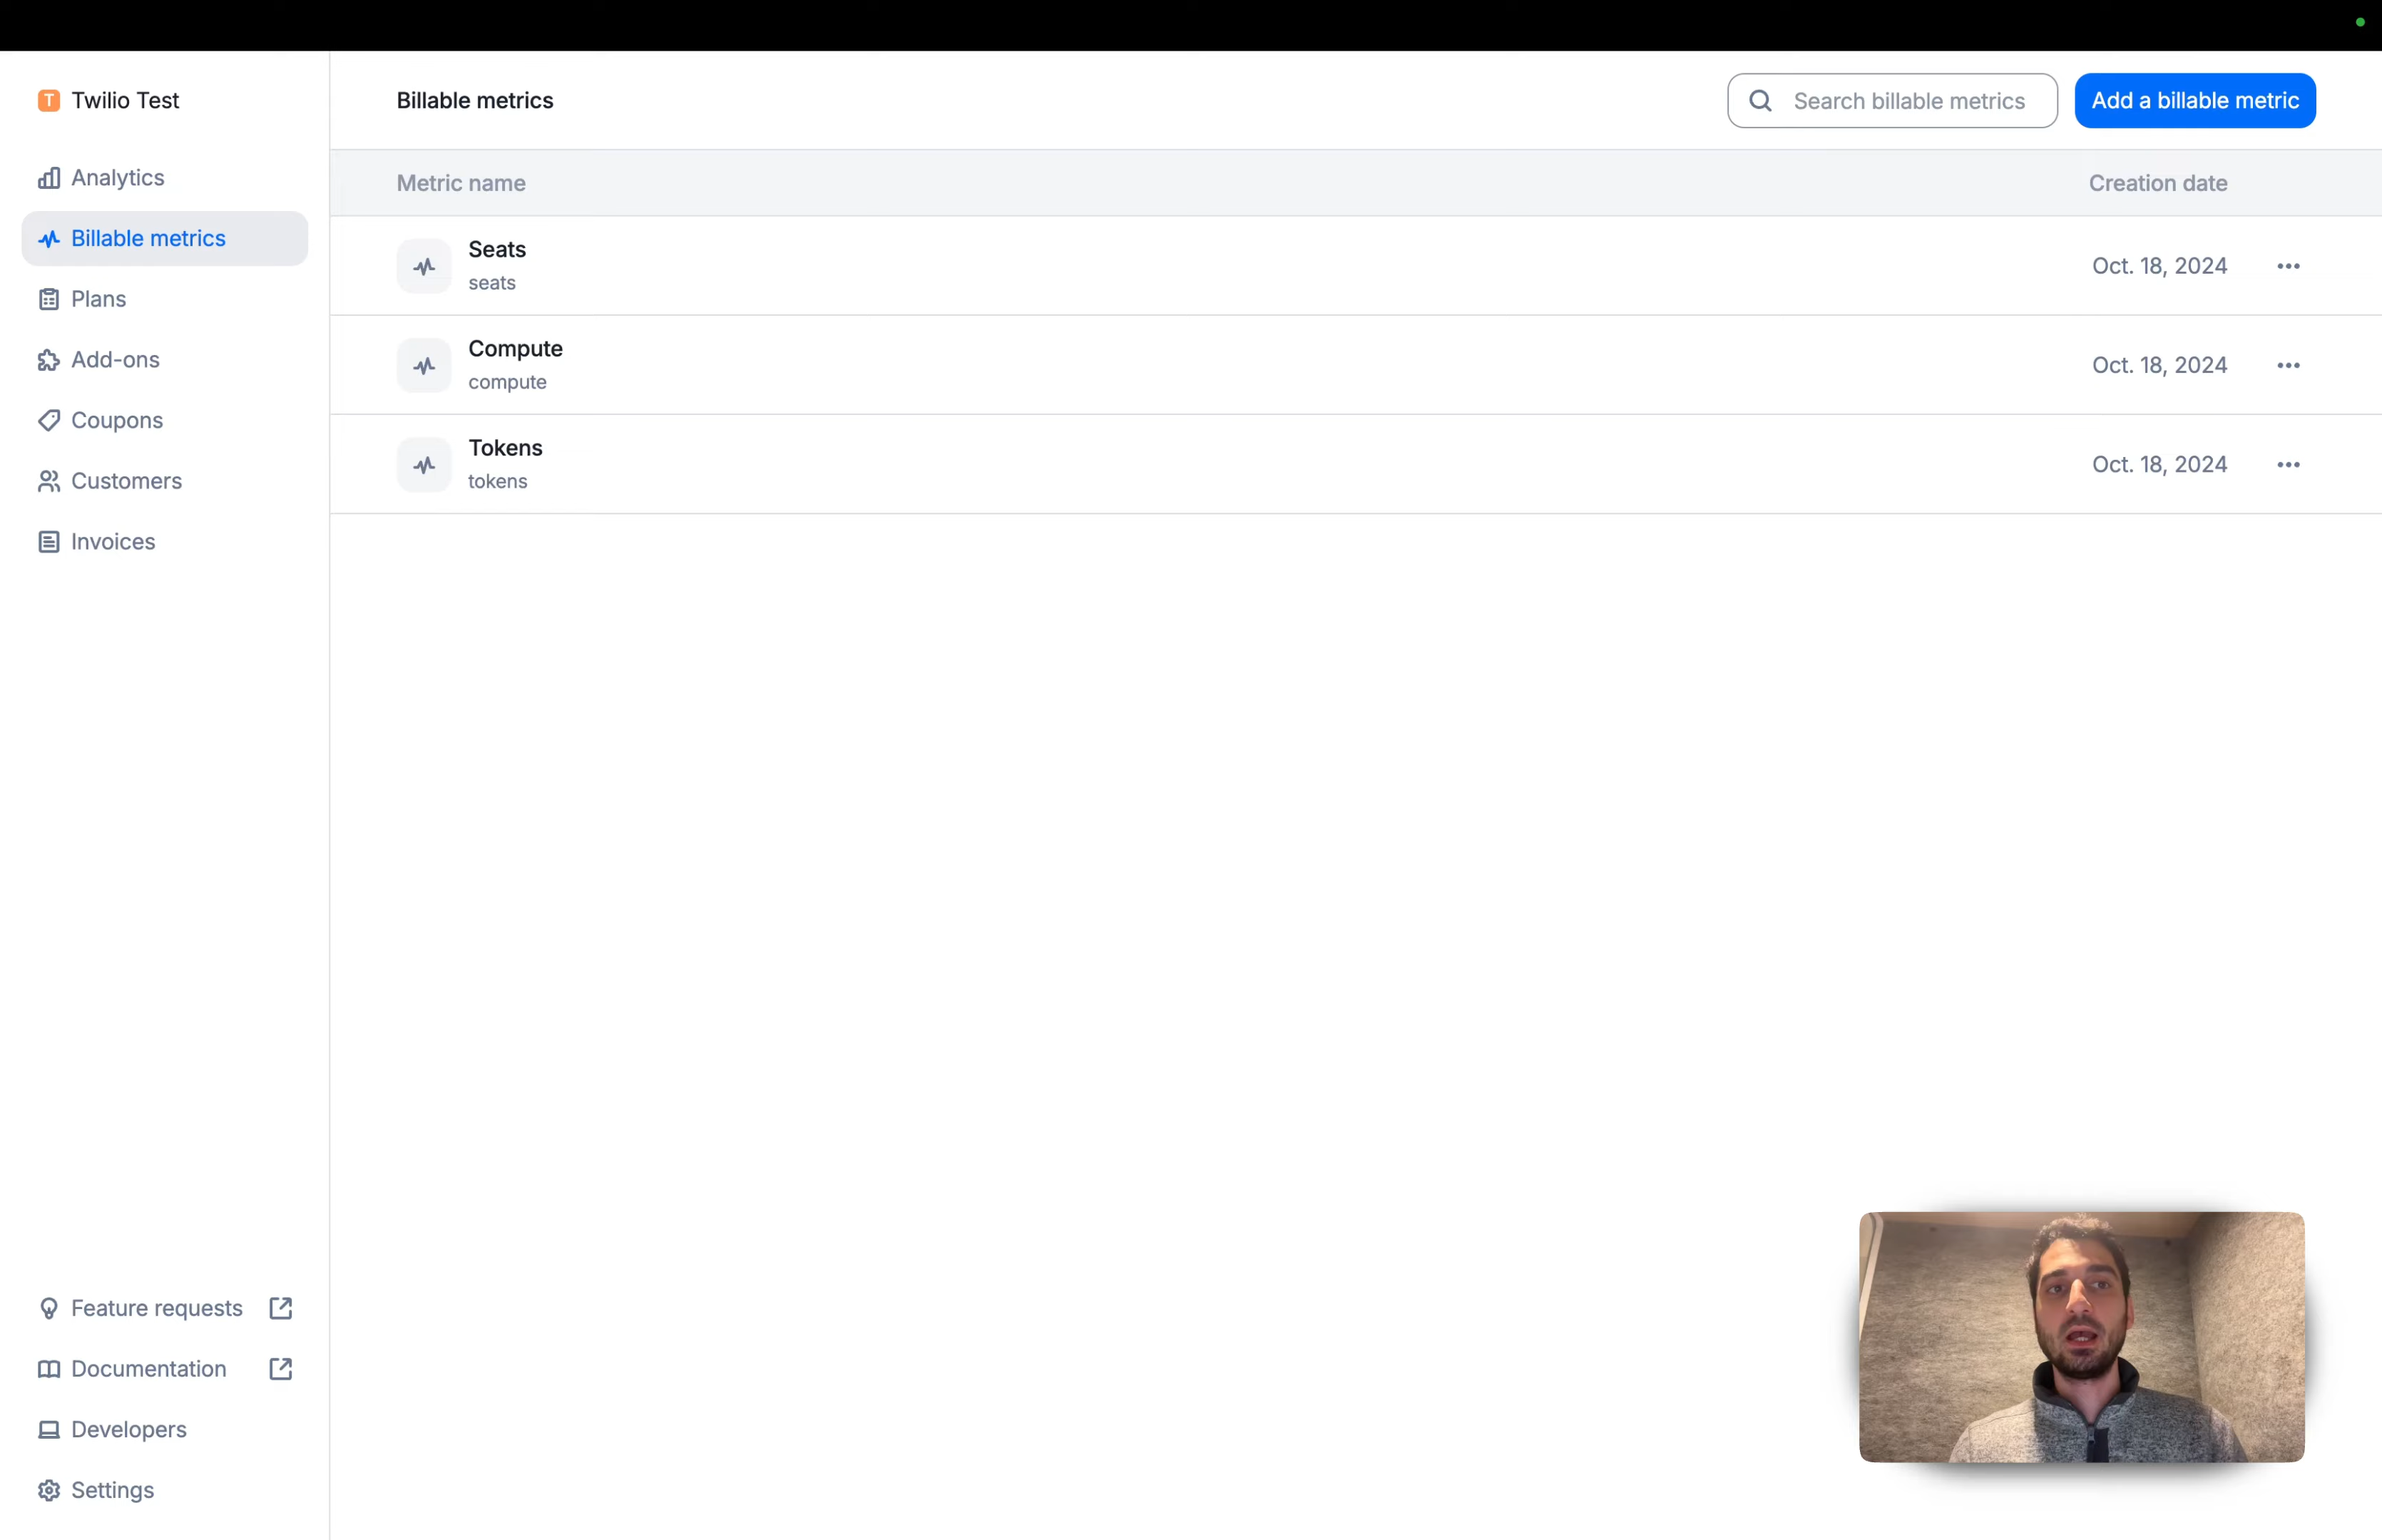 T Twilio Test
Analytics
Billable metrics
Plans
Add-ons
Coupons
Customers
Invoices
Feature requests
Documentation
Developers
Settings
Billable metrics
Search billable metrics
Add a billable metric
Metric name
Creation date
Seats
seats
Oct. 18, 2024
Compute
compute
Oct. 18, 2024
Tokens
tokens
Oct. 18, 2024